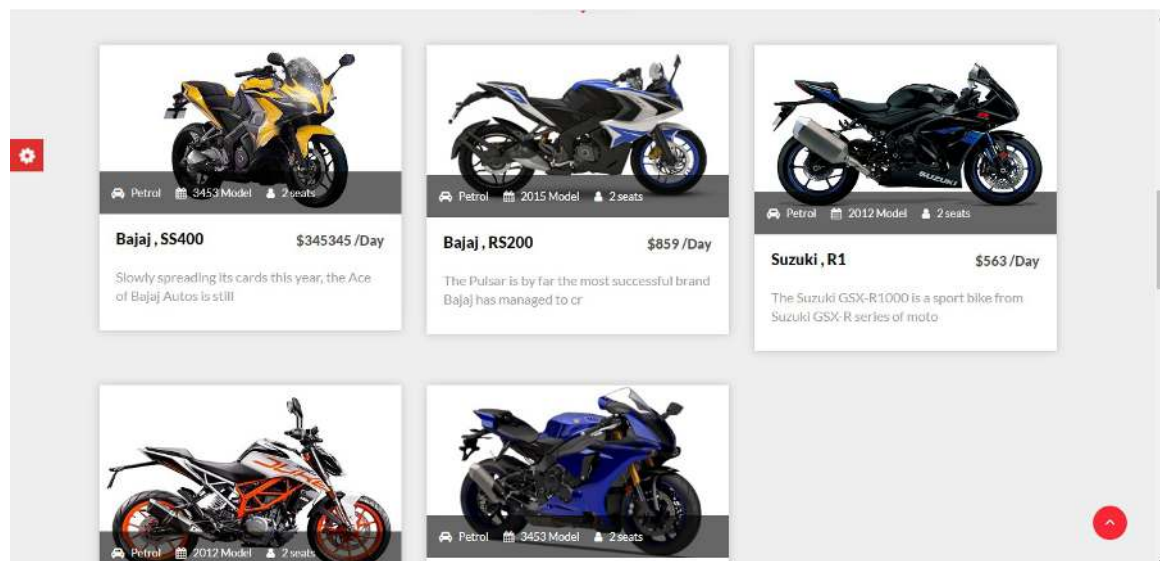 Petrol 3453 Model 2 seats
Bajaj , SS400 $345345 /Day
Slowly spreading its cards this year, the Ace
of Bajaj Autos is still
Petrol 2015 Model 2 seats
Bajaj , RS200 $859 /Day
The Pulsar is by far the most successful brand
Bajaj has managed to cr
SUZUKI
Petrol 2012 Model 2 seats
Suzuki , R1 $563 /Day
The Suzuki GSX-R1000 is a sport bike from
Suzuki GSX-R series of moto
DUKE
Petrol 2012 Model 2 seats
Petrol 3453 Model 2 seats